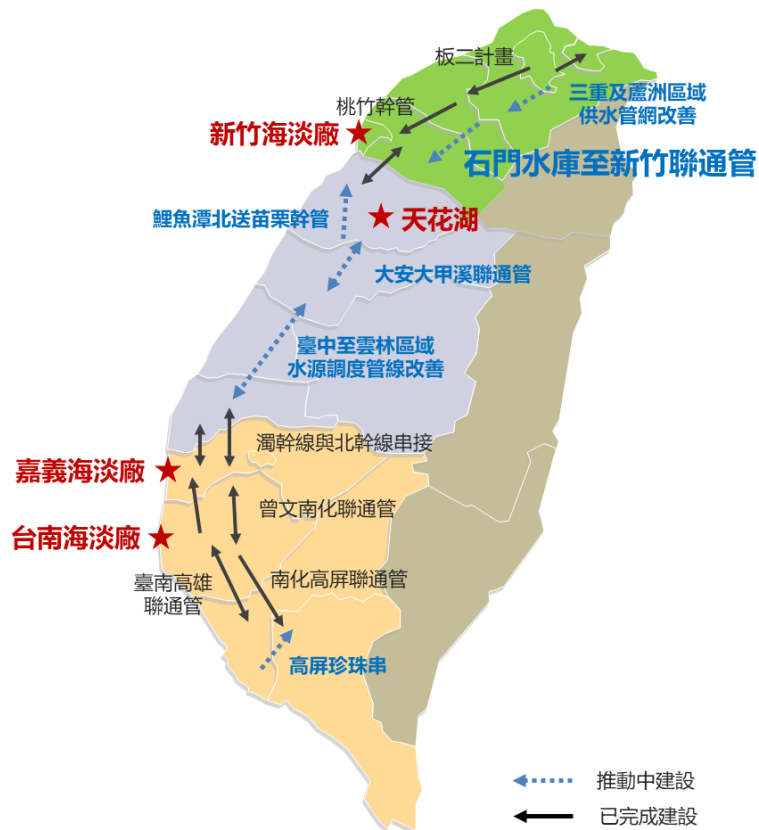 板二計畫
三重及蘆洲區域
供水管網改善
桃竹幹管
新竹海淡廠
石門水庫至新竹聯通管
鯉魚潭北送苗栗幹管
天花湖
大安大甲溪聯通管
臺中至雲林區域
水源調度管線改善
濁幹線與北幹線串接
嘉義海淡廠
曾文南化聯通管
台南海淡廠
臺南高雄
聯通管
南化高屏聯通管
高屏珍珠串
推動中建設
已完成建設